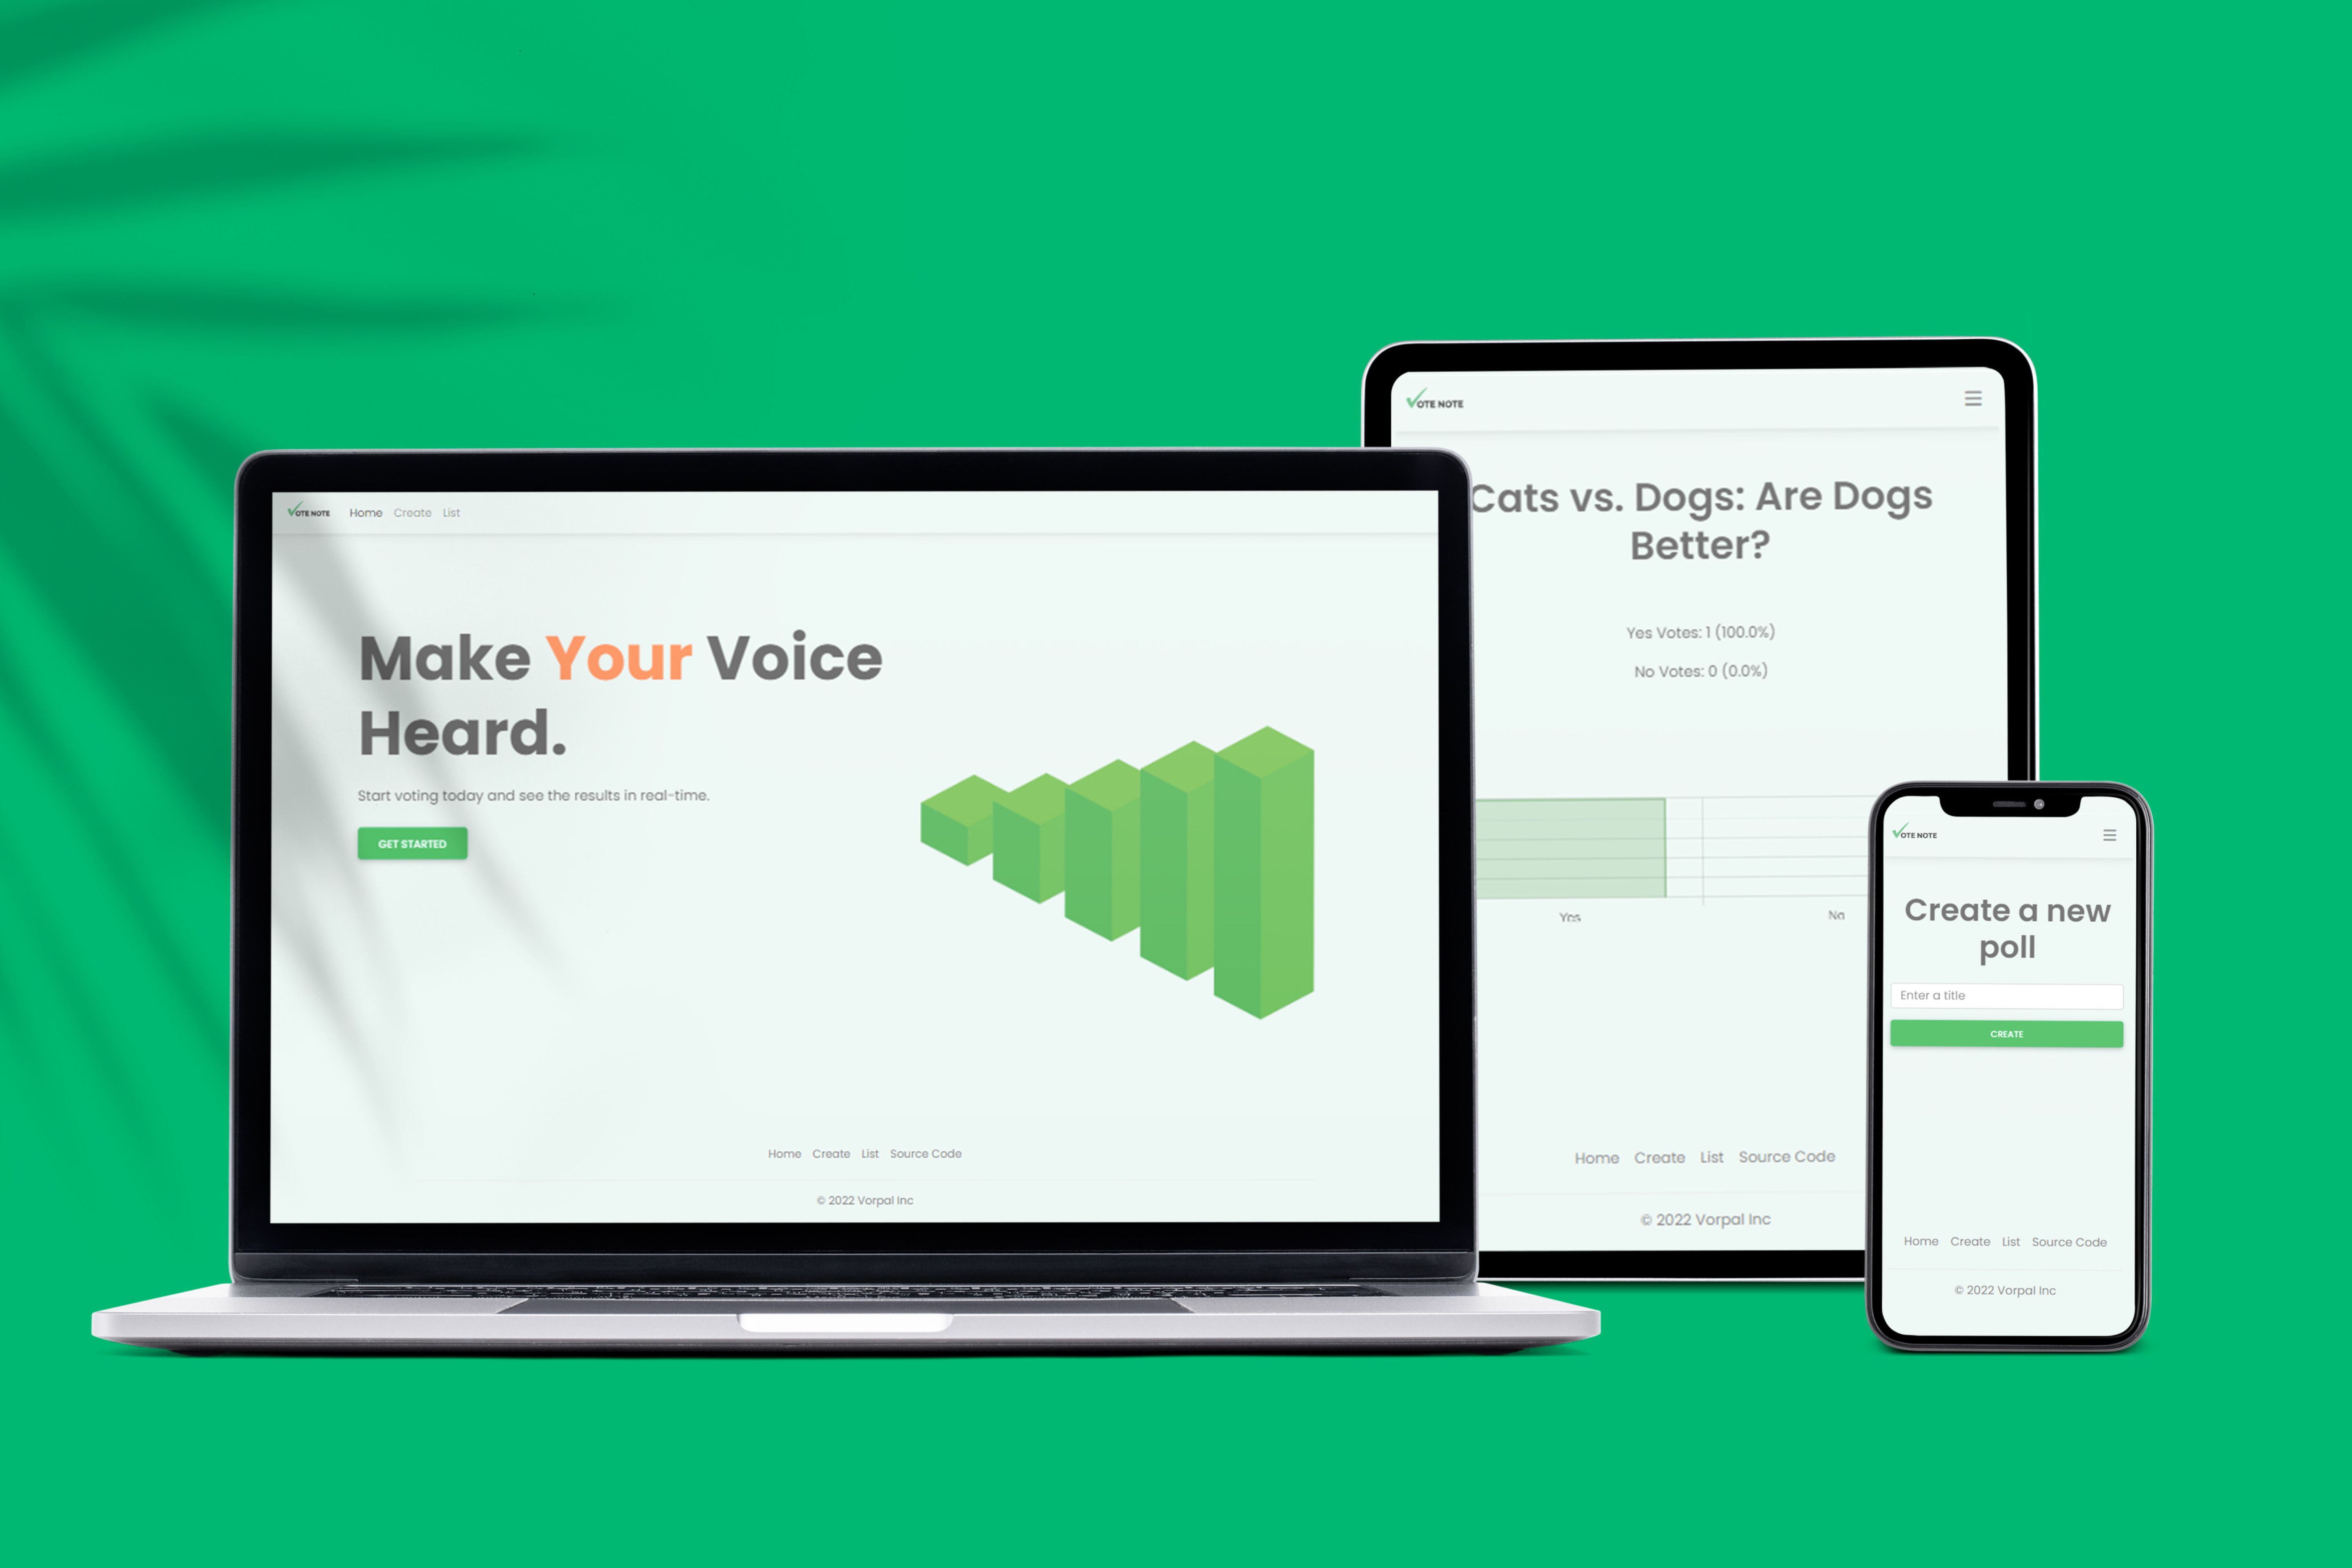 VOTE NOTE Home Create List
Make Your Voice
Heard.
Start voting today and see the results in real-time.
GET STARTED
Home Create List Source Code
© 2022 Vorpal Inc
VOTE NOTE
Cats vs. Dogs: Are Dogs
Better?
Yes Votes: 1 (100.0%)
No Votes: 0 (0.0%)
Yes No
Home Create List Source Code
© 2022 Vorpal Inc
VOTE NOTE
Create a new
poll
Enter a title
CREATE
Home Create List Source Code
© 2022 Vorpal Inc